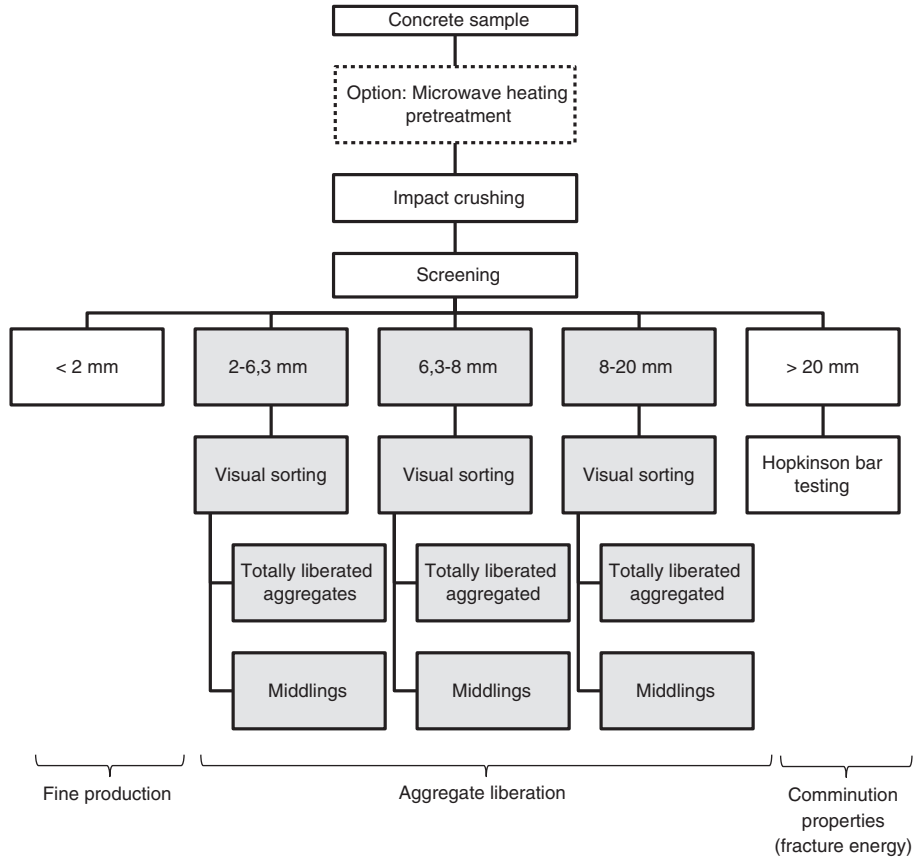 Concrete sample
Option: Microwave heating
pretreatment
Impact crushing
Screening
< 2 mm
2-6,3 mm
6,3-8 mm
8-20 mm
> 20 mm
Visual sorting
Visual sorting
Visual sorting
Hopkinson bar
testing
Totally liberated
aggregates
Totally liberated
aggregated
Totally liberated
aggregated
Middlings
Middlings
Middlings
Fine production
Aggregate liberation
Comminution
properties
(fracture energy)